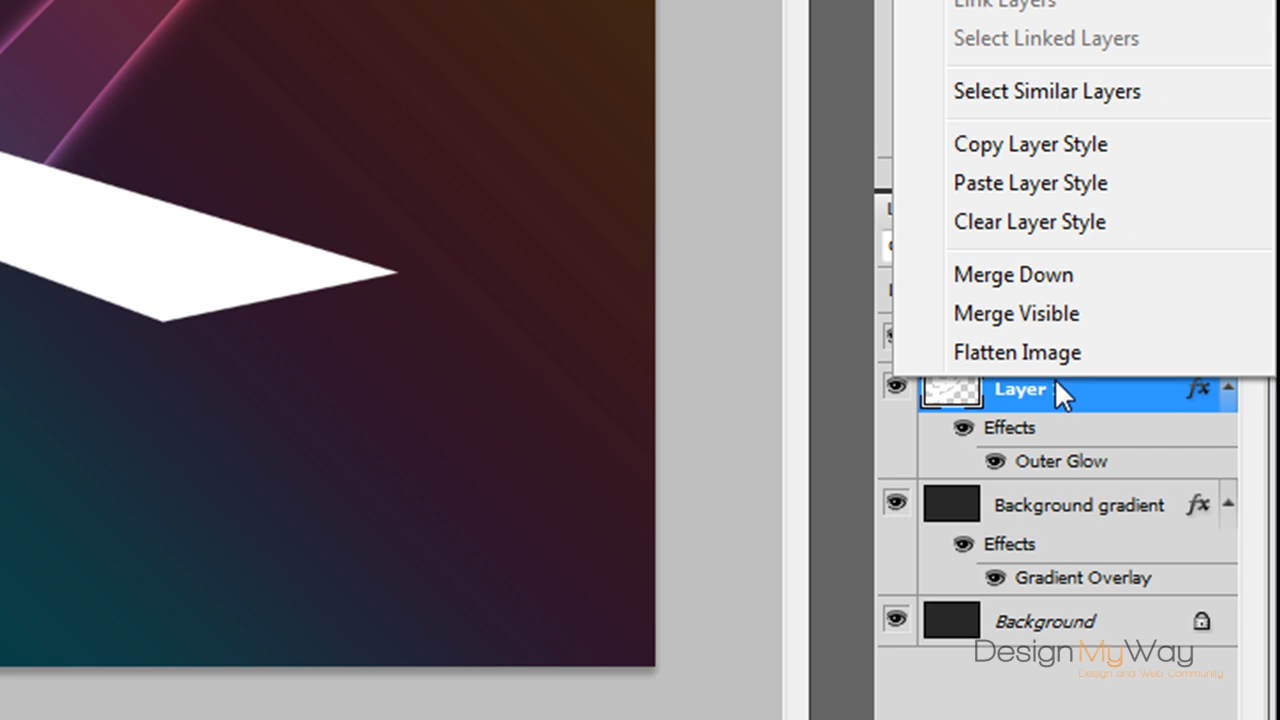 Link Layers
Select Linked Layers
Select Similar Layers
Copy Layer Style
Paste Layer Style
Clear Layer Style
Merge Down
Merge Visible
Flatten Image
Layer
fx
Effects
Outer Glow
Background gradient fx
Effects
Gradient Overlay
Background
DesignMyWay
Design and Web Community